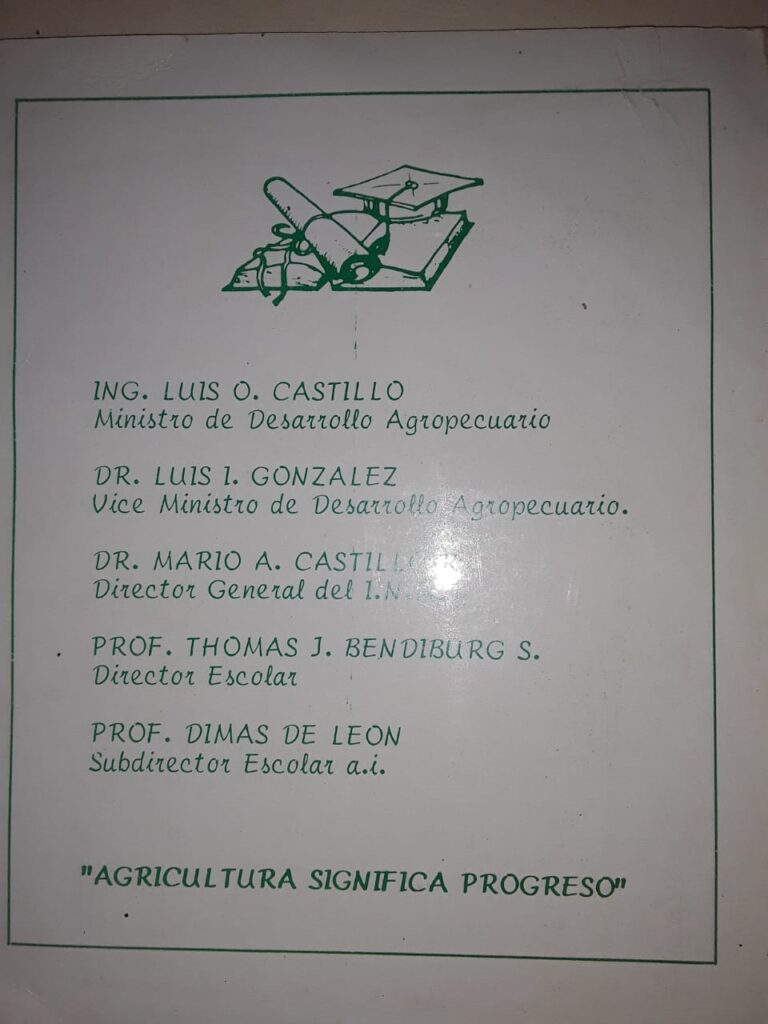 ING. LUIS O. CASTILLO
Ministro de Desarrollo Agropecuario
DR. LUIS I. GONZALEZ
Vice Ministro de Desarrollo Agropecuario.
DR. MARIO A. CASTILLO
Director General del
PROF. THOMAS J. BENDIBURG S.
Director Escolar
PROF. DIMAS DE LEON
Subdirector Escolar a.i.
"AGRICULTURA SIGNIFICA PROGRESO"